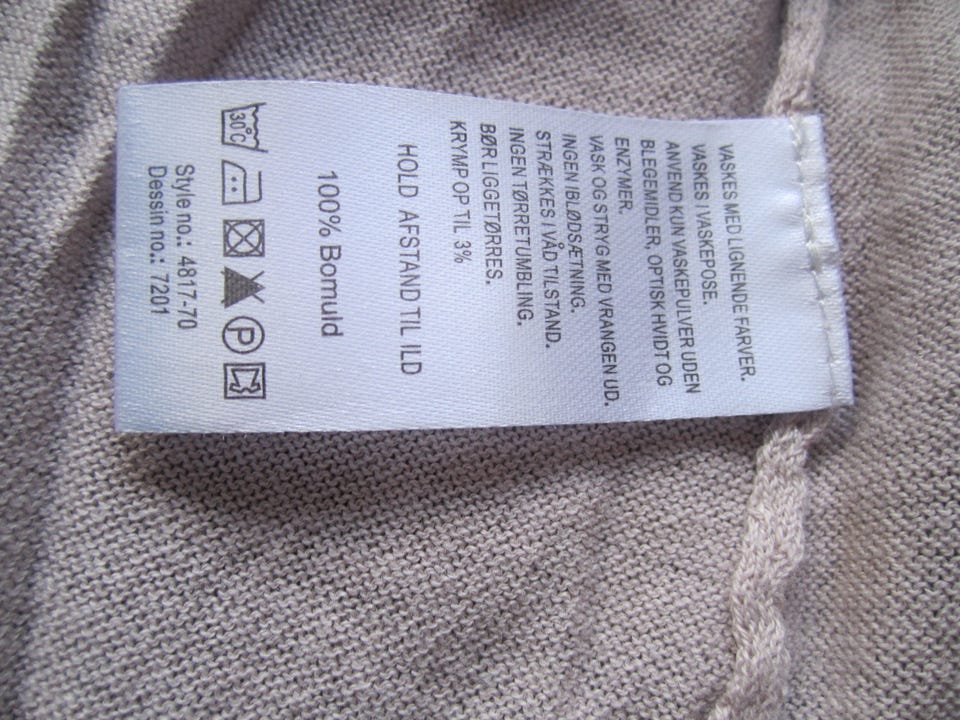 VASKES MED LIGNENDE FARVER.
VASKES I VASKEPOSE.
ANVEND KUN VASKEPULVER UDEN
BLEGEMIDLER, OPTISK HVIDT OG
ENZYMER.
VASK OG STRYG MED VRANGEN UD.
INGEN IBLØDSÆTNING.
STRÆKKES I VÅD TILSTAND.
INGEN TØRRETUMBLING.
BØR LIGGETØRRES.
KRYMP OP TIL 3%
HOLD AFSTAND TIL ILD
100% Bomuld
30°C P
Style no.: 4817-70
Dessin no.: 7201